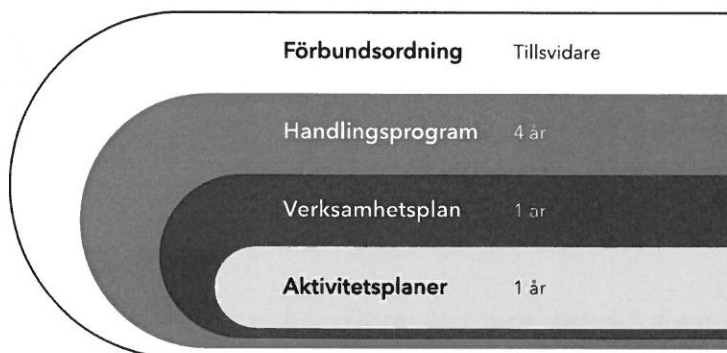 Förbundsordning Tillsvidare
Handlingsprogram 4 år
Verksamhetsplan 1 år
Aktivitetsplaner 1 år